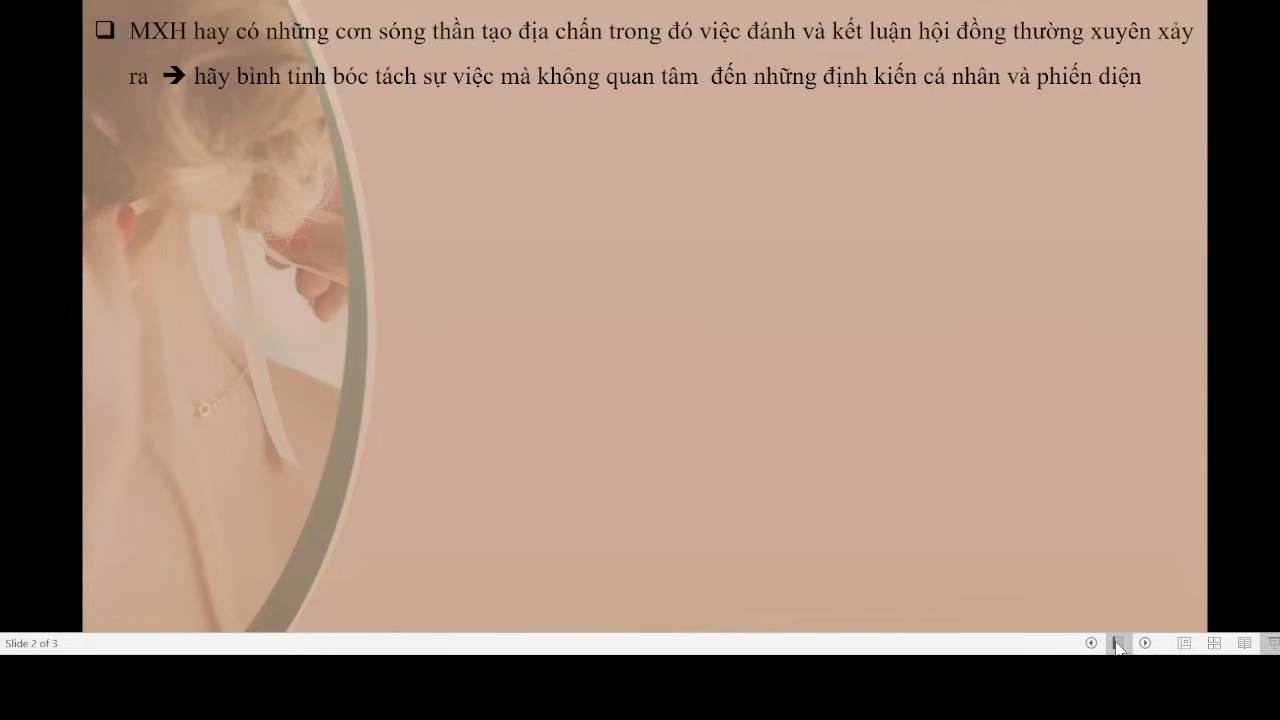 ❑ MXH hay có những cơn sóng thần tạo địa chấn trong đó việc đánh và kết luận hội đồng thường xuyên xảy
ra ➔ hãy bình tỉnh bóc tách sự việc mà không quan tâm đến những định kiến cá nhân và phiến diện
Slide 2 of 3